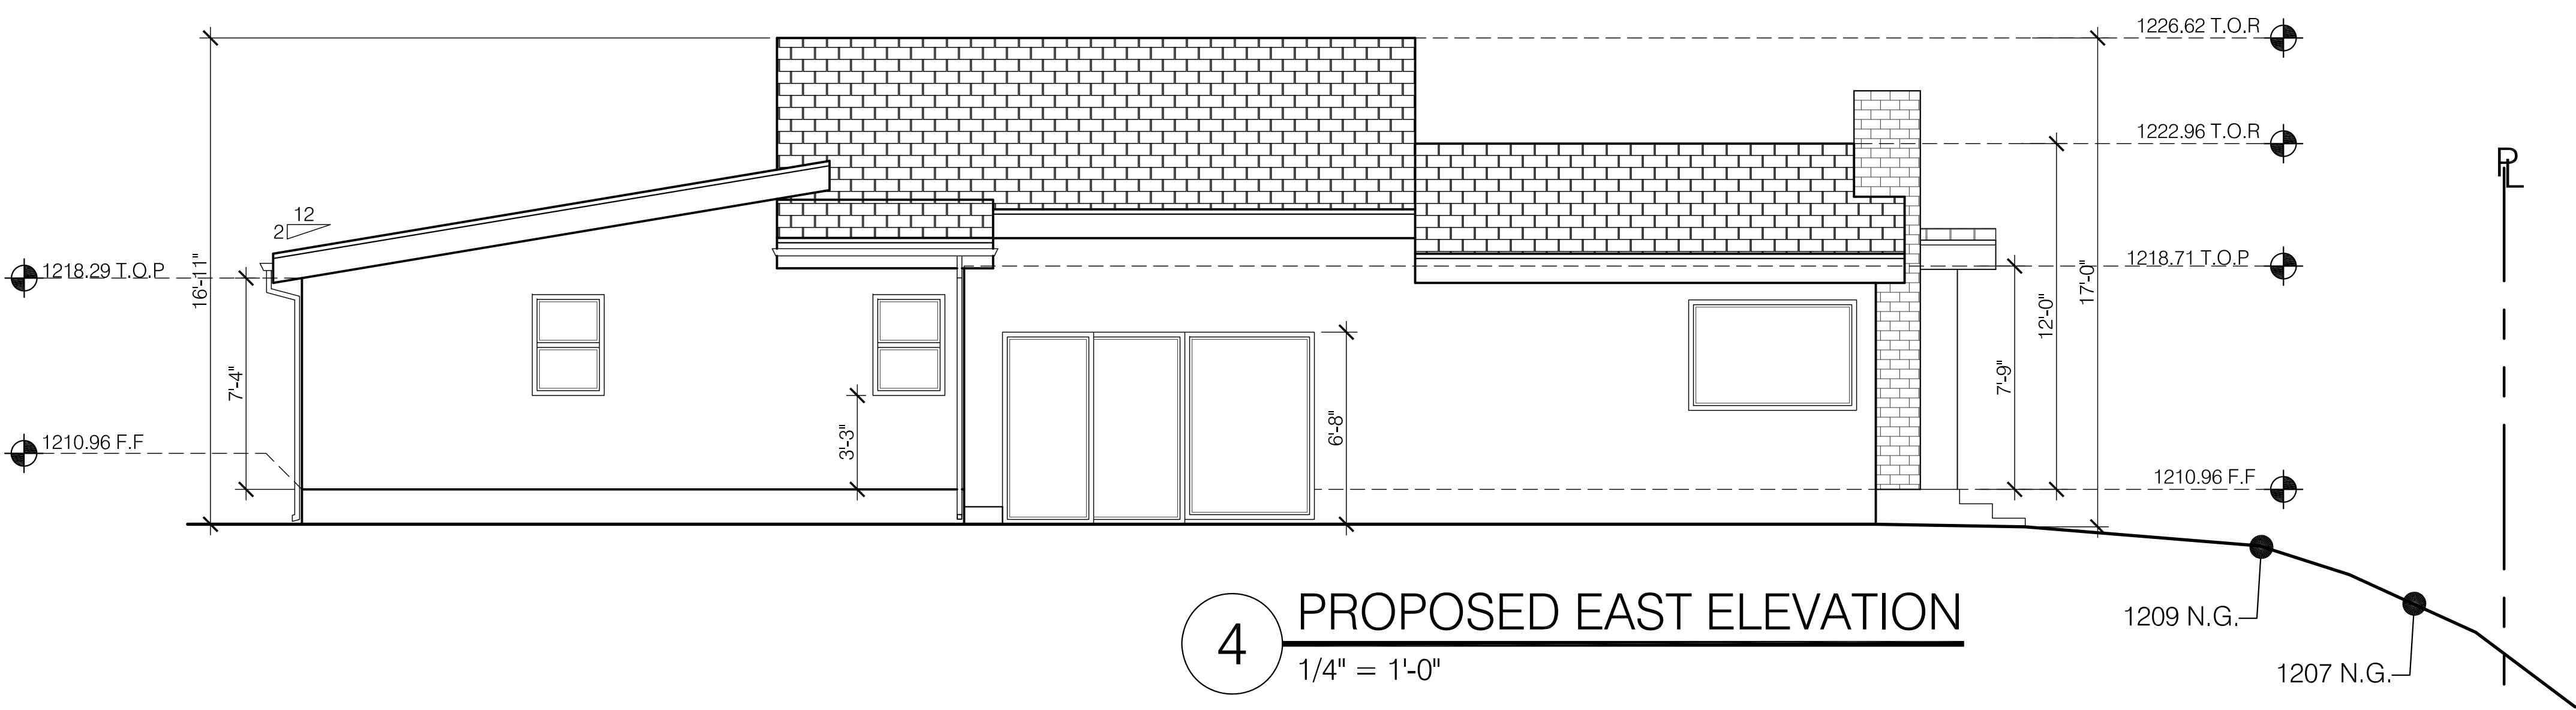 1226.62 T.O.R
1222.96 T.O.R
PL
12
2
1218.29 T.O.P
16'-11"
1218.71 T.O.P
17'-0"
12'-0"
7'-9"
7'-4"
6'-8"
3'-3"
1210.96 F.F
1210.96 F.F
4
PROPOSED EAST ELEVATION
1/4" = 1'-0"
1209 N.G.
1207 N.G.